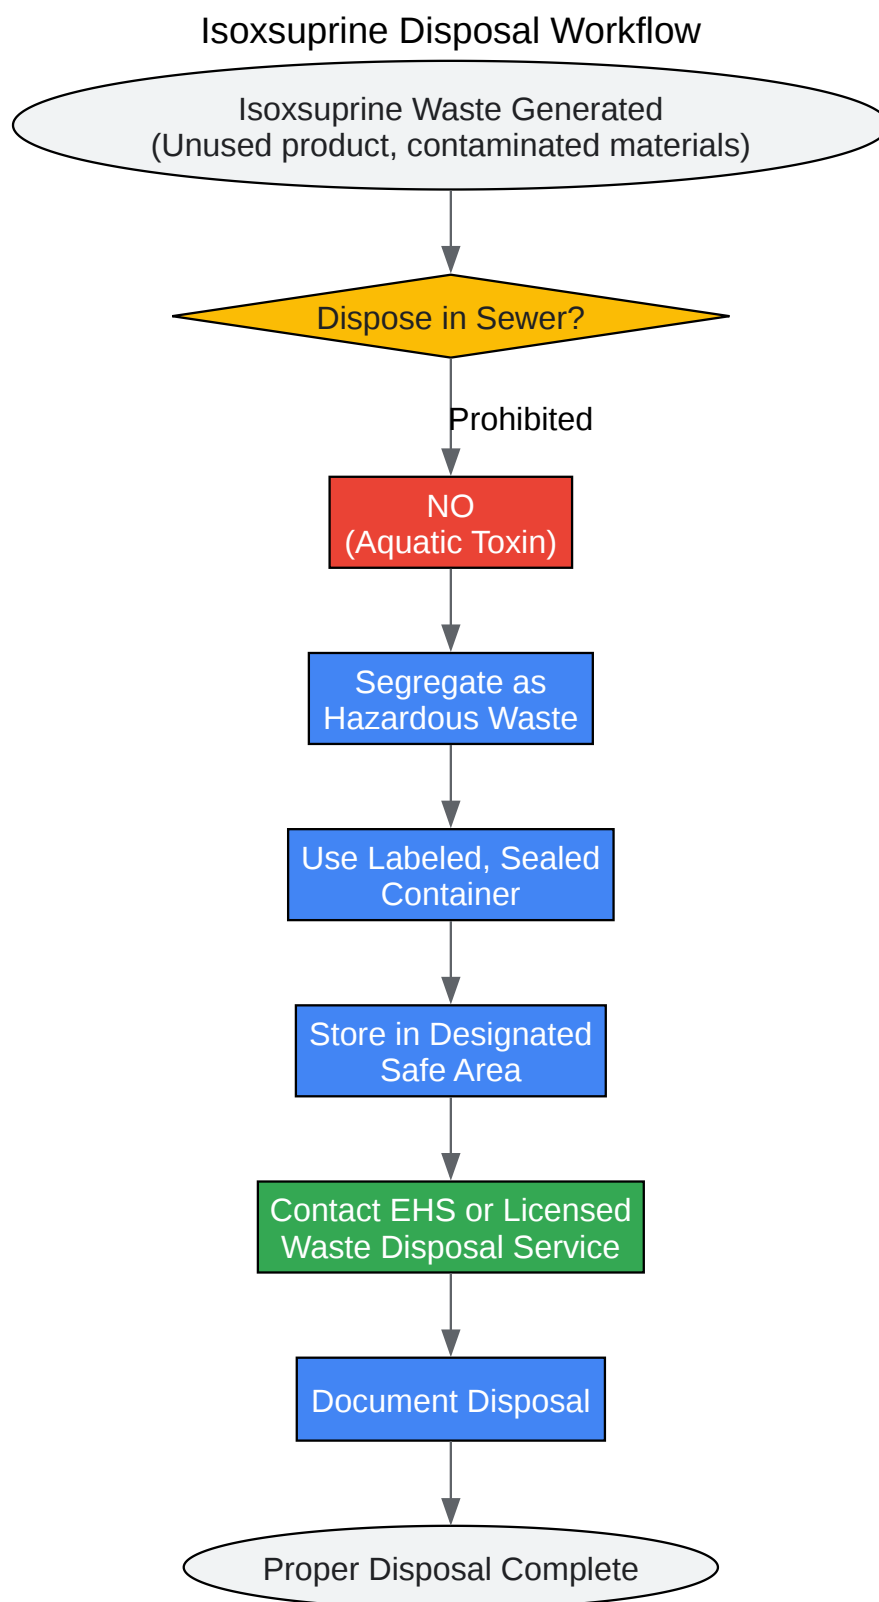 Isoxsuprine Disposal Workflow
Isoxsuprine Waste Generated
(Unused product, contaminated materials)
Dispose in Sewer?
Prohibited
NO
(Aquatic Toxin)
Segregate as
Hazardous Waste
Use Labeled, Sealed
Container
Store in Designated
Safe Area
Contact EHS or Licensed
Waste Disposal Service
Document Disposal
Proper Disposal Complete